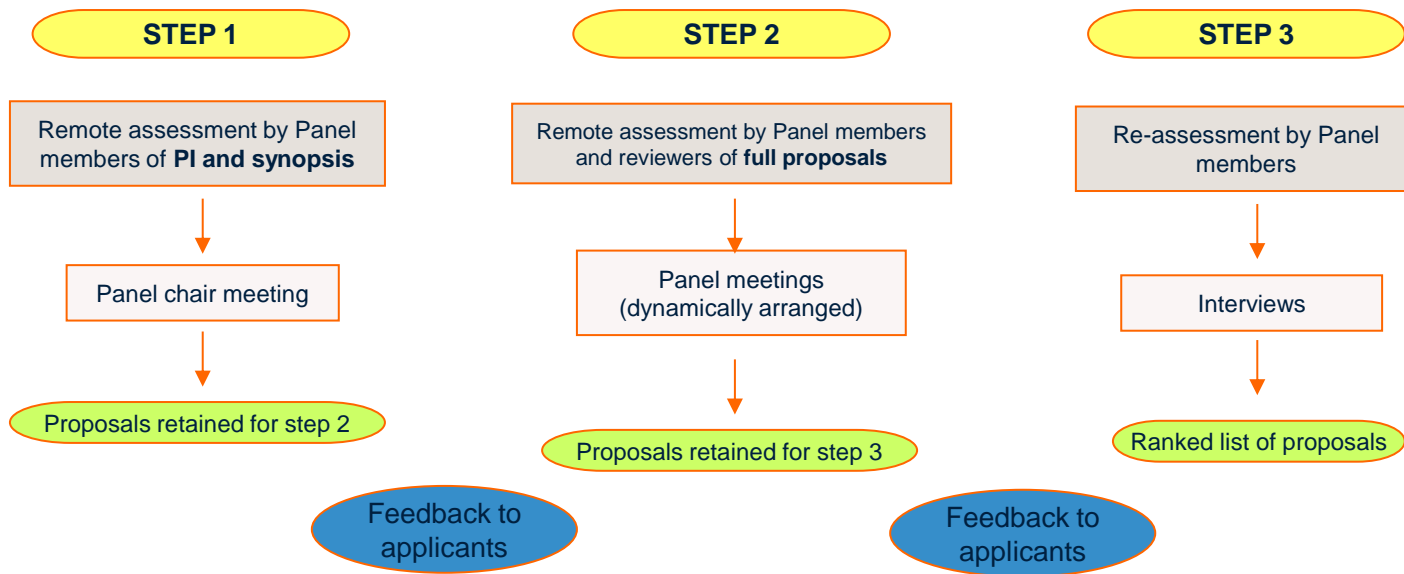 STEP 1
Remote assessment by Panel
members of PI and synopsis
Panel chair meeting
Proposals retained for step 2
STEP 2
Remote assessment by Panel members
and reviewers of full proposals
Panel meetings
(dynamically arranged)
Proposals retained for step 3
STEP 3
Re-assessment by Panel
members
Interviews
Ranked list of proposals
Feedback to
applicants
Feedback to
applicants